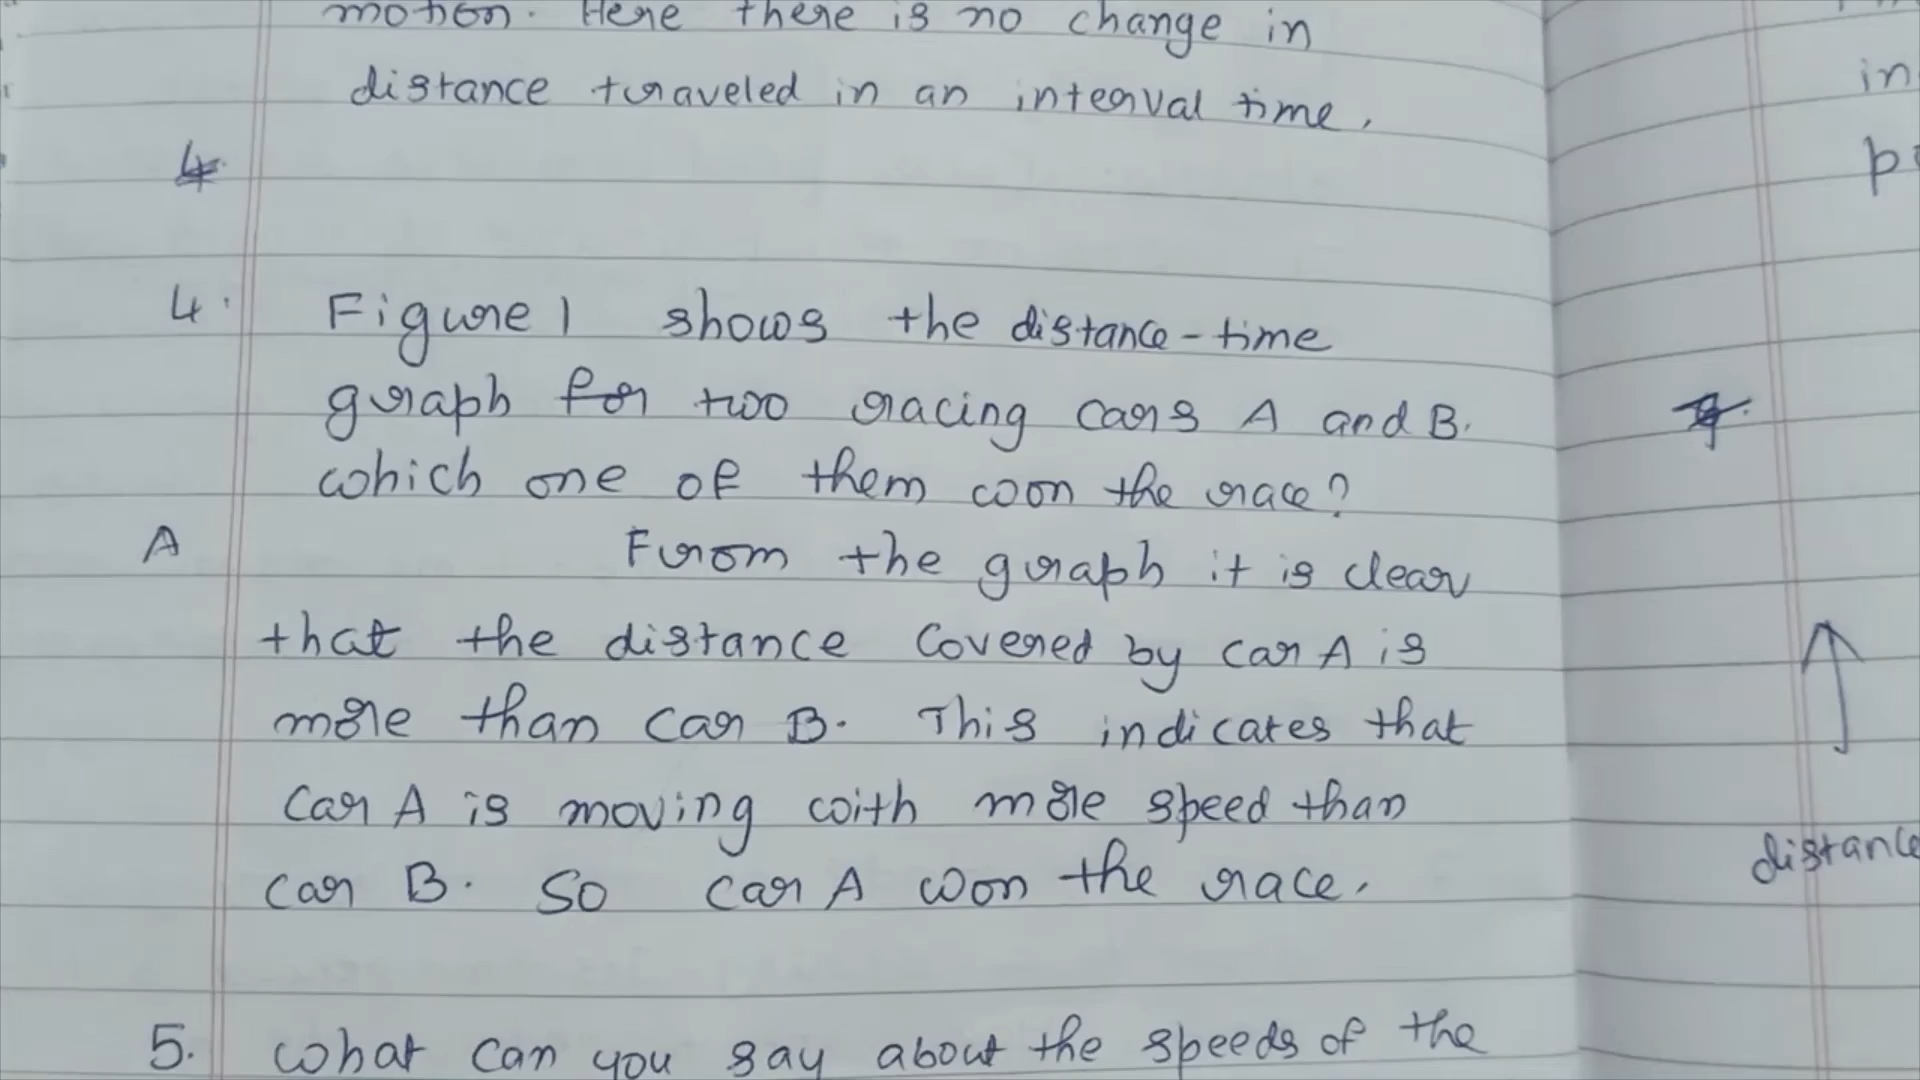 motion. Here there is no change in
distance traveled in an interval time.
4.
4. Figure 1 shows the distance-time
graph for two racing cars A and B.
which one of them woon the race?
A From the graph it is clear
that the distance covered by car A is
more than car B. This indicates that
car A is moving with more speed than
car B. So car A won the race.
5. What can you say about the speeds of the
in
distance